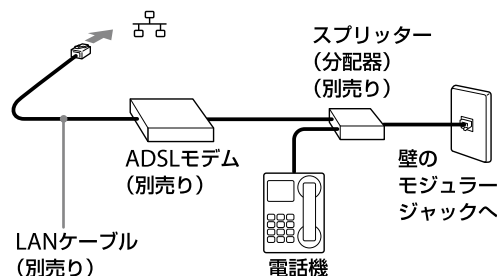 スプリッター
（分配器）
（別売り）
ADSLモデム
（別売り）
壁の
モジュラー
ジャックへ
LANケーブル
（別売り）
電話機